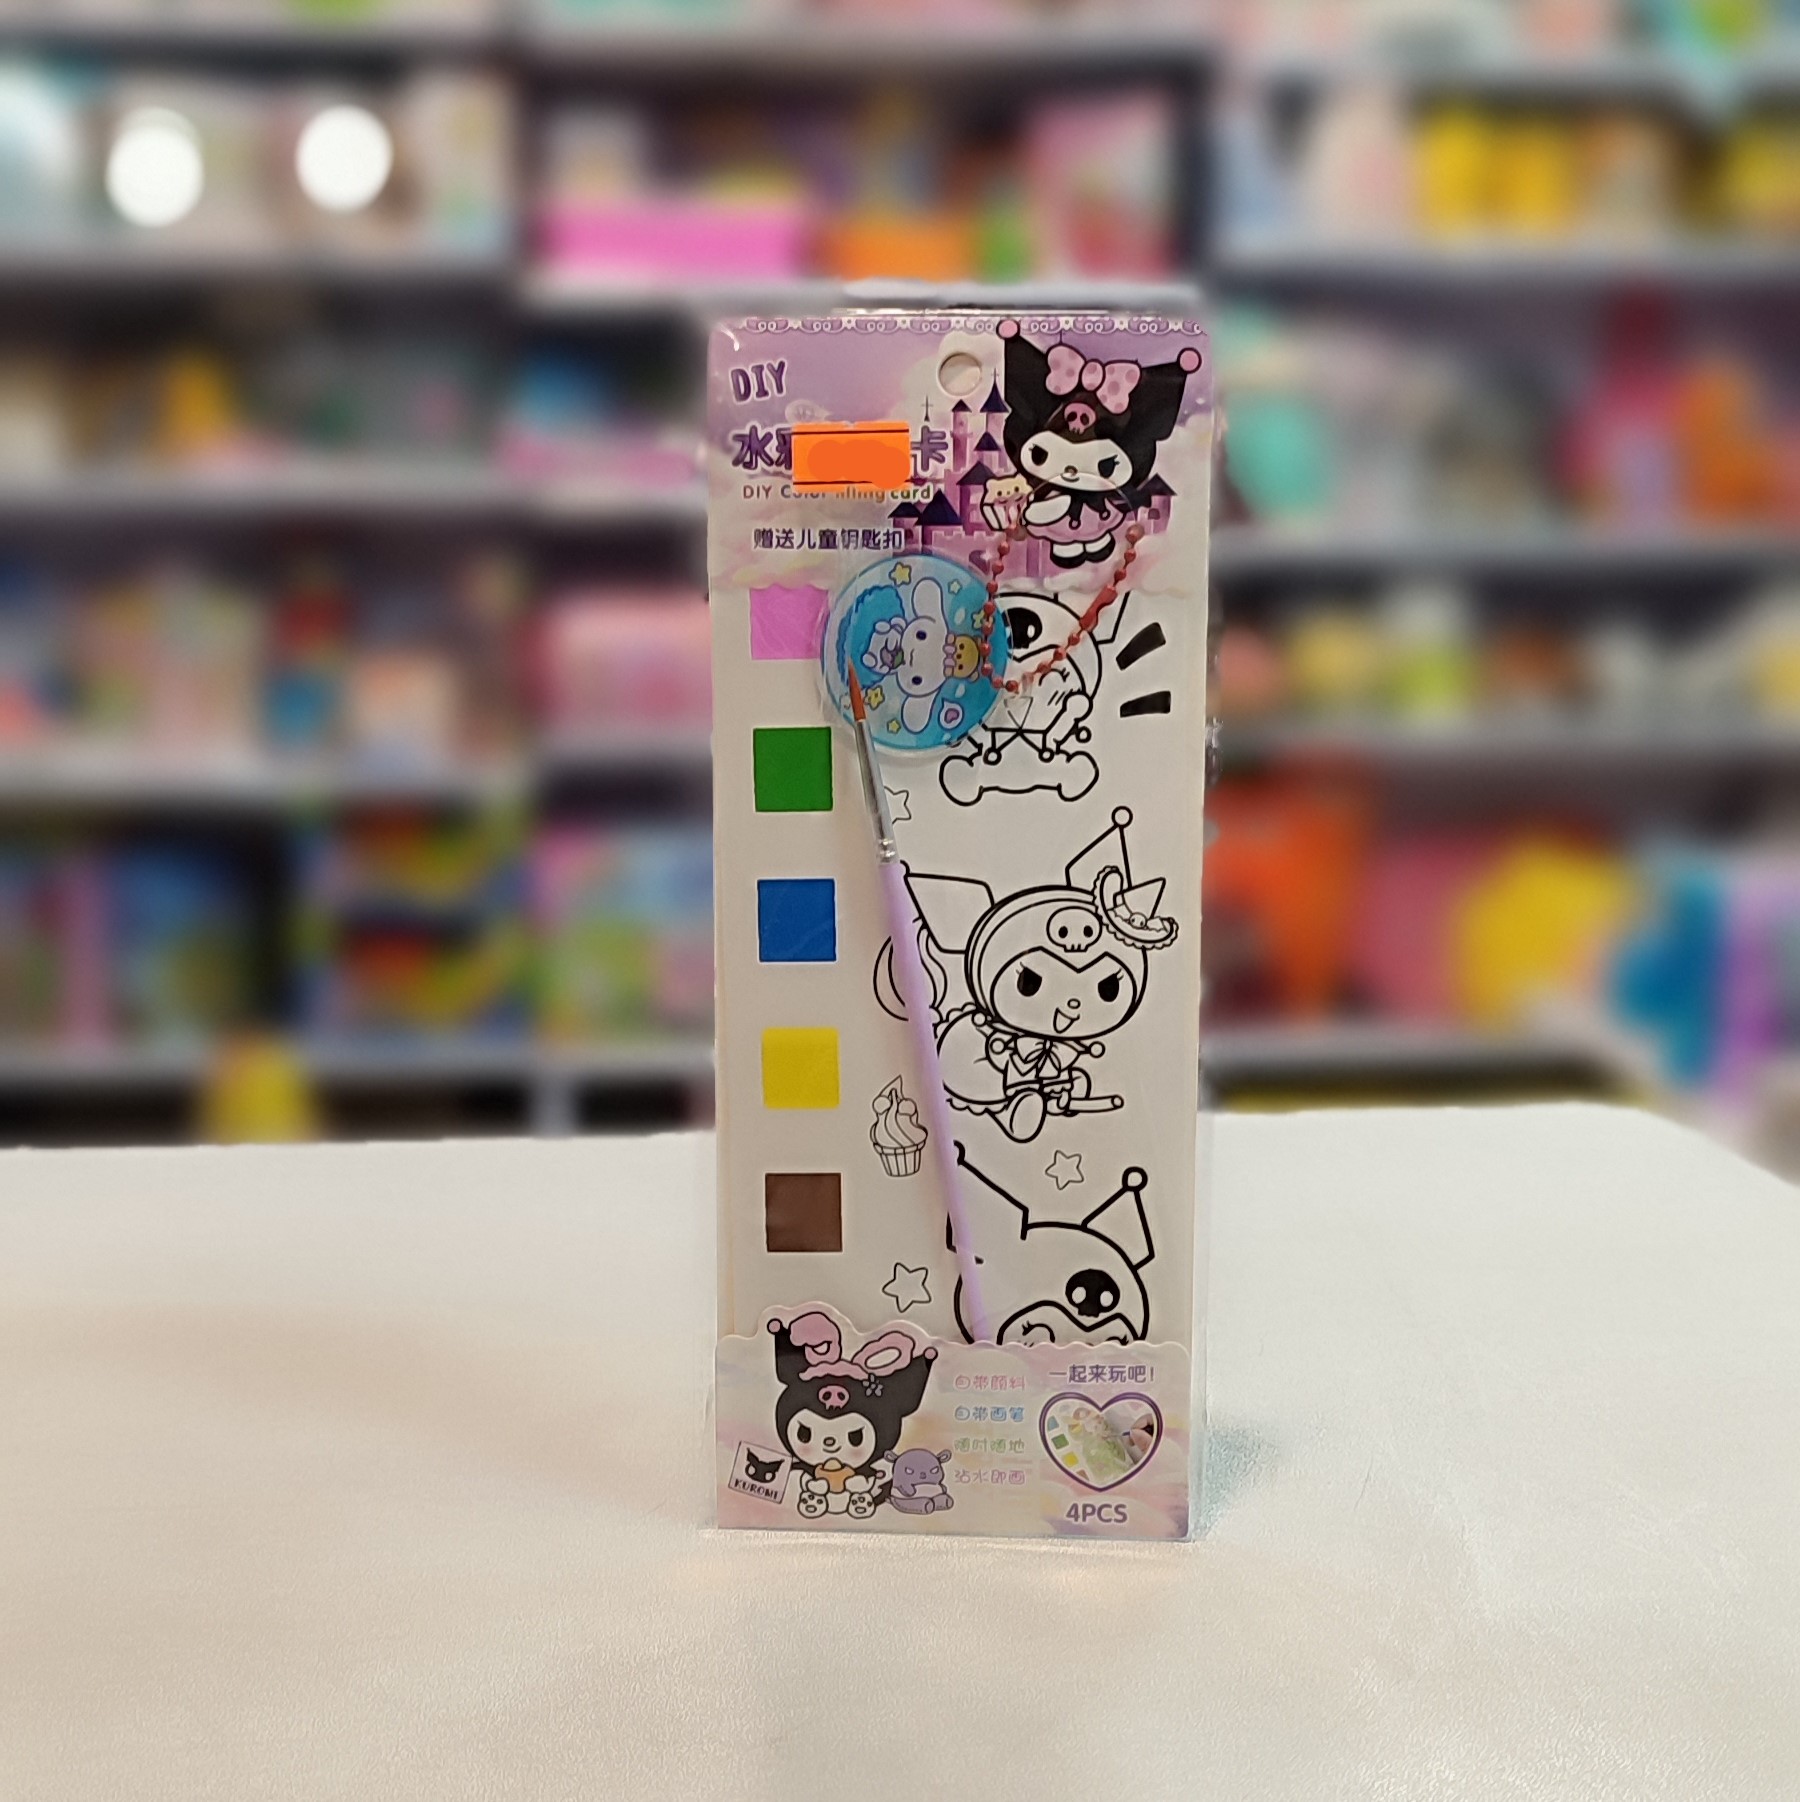 DIY
水彩 卡
DIY Color filling card
赠送儿童钥匙扣
自带颜料
自带画笔
随时随地
沾水即画
一起来玩吧!
KUROMI
4PCS